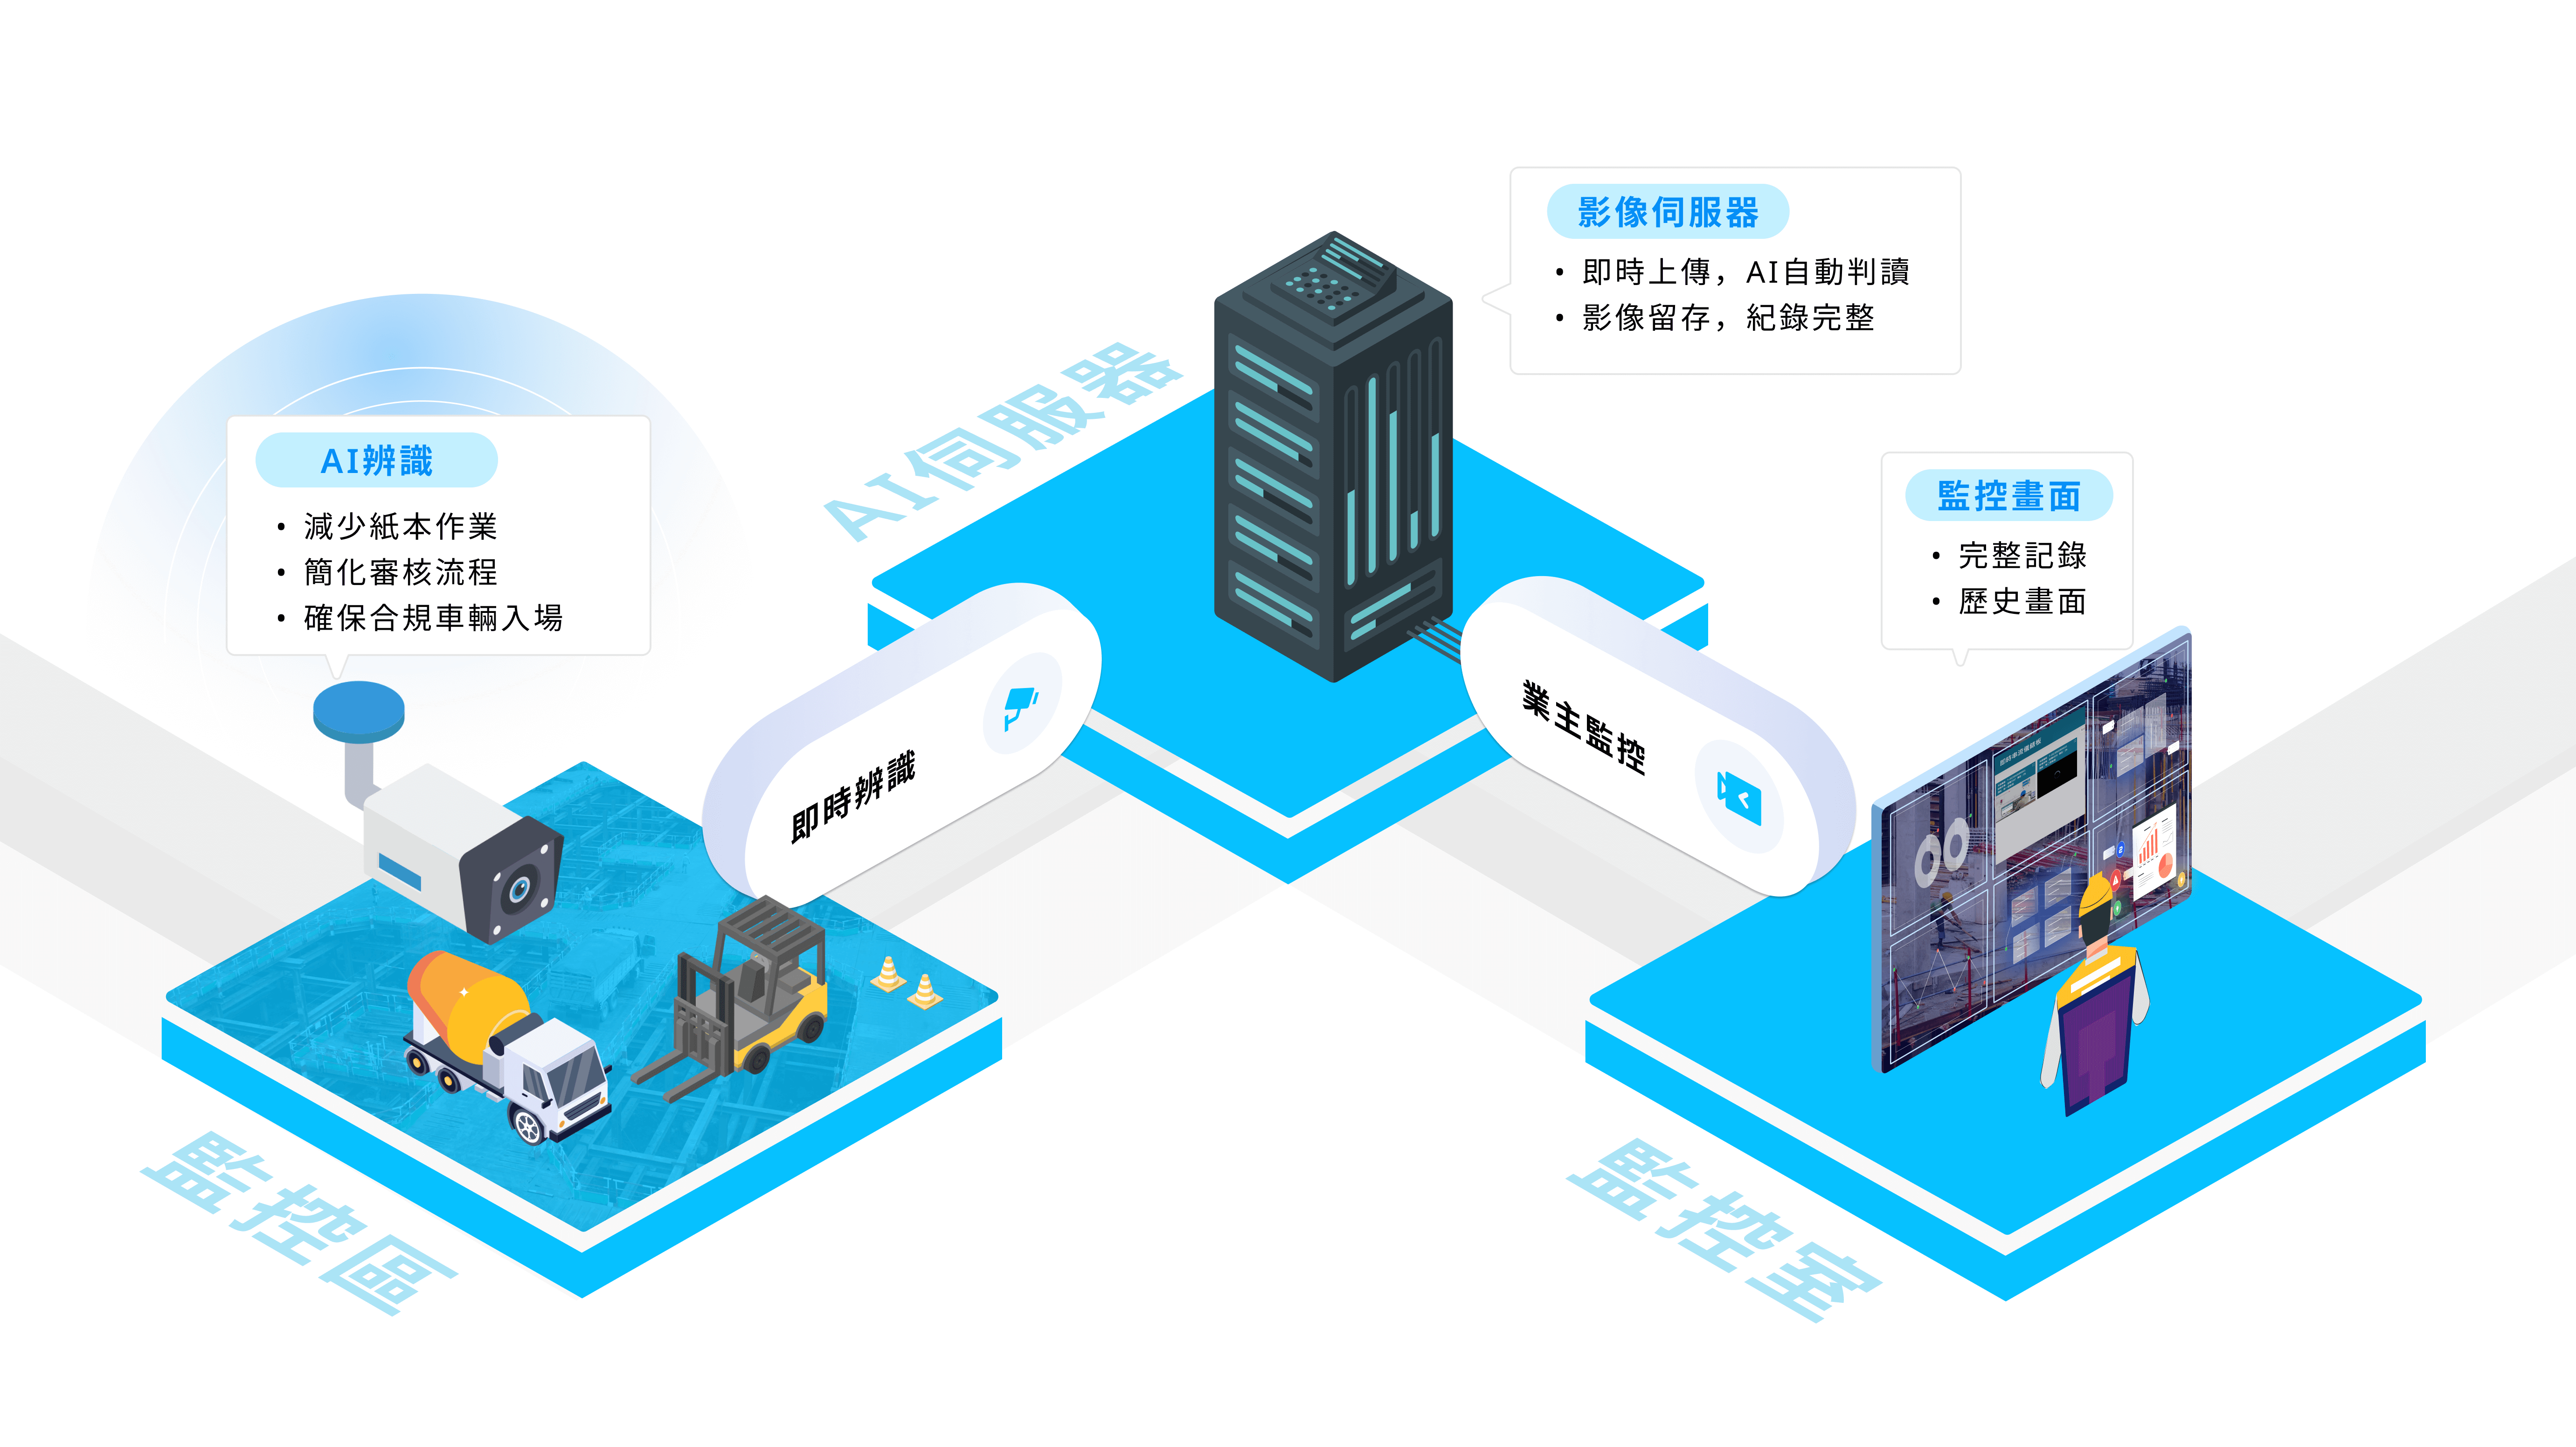 影像伺服器
• 即時上傳，AI自動判讀
• 影像留存，紀錄完整
AI伺服器
AI辨識
• 減少紙本作業
• 簡化審核流程
• 確保合規車輛入場
監控畫面
• 完整記錄
• 歷史畫面
即時辨識
業主監控
監控區
監控室